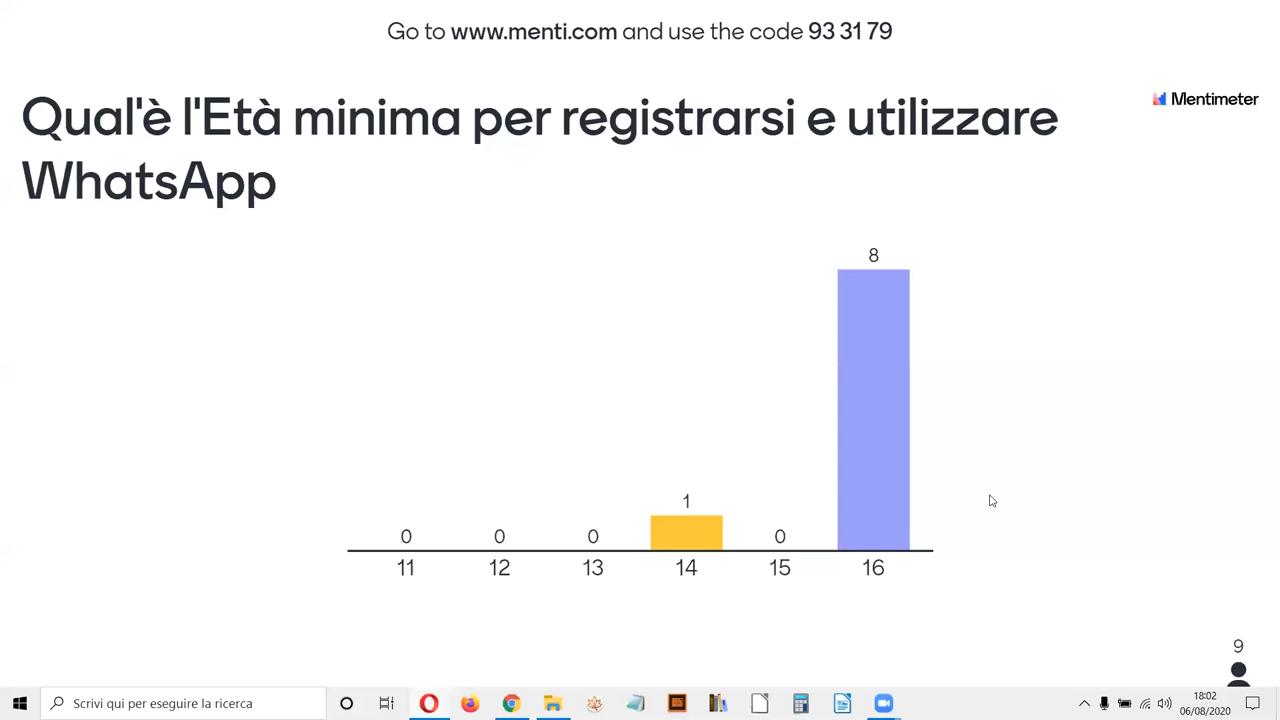 Go to www.menti.com and use the code 93 31 79
Qual'è l'Età minima per registrarsi e utilizzare
WhatsApp
Mentimeter
8
1
0 0 0 0
11 12 13 14 15 16
9
Scrivi qui per eseguire la ricerca
18:02
06/08/2020